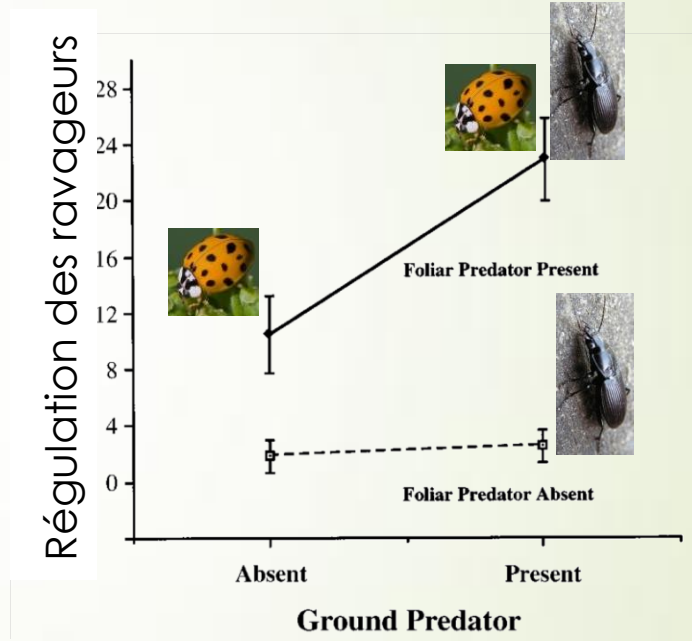 Régulation des ravageurs
28
24
20
16
12
8
4
0
Foliar Predator Present
Foliar Predator Absent
Absent
Present
Ground Predator